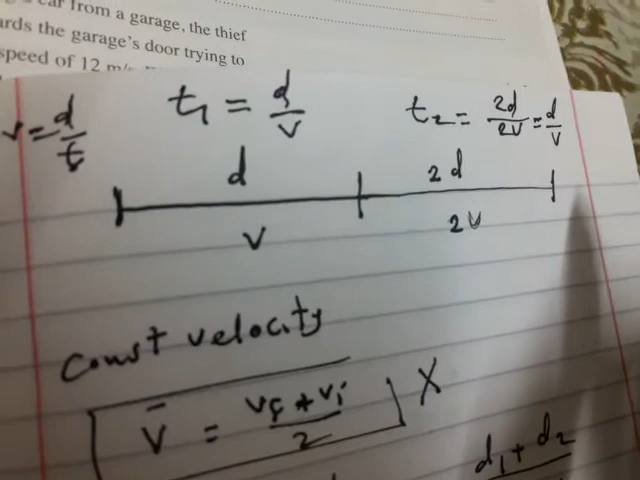 a car from a garage, the thief
ards the garage's door trying to
speed of 12 m/s.
v = d/t
t₁ = d/v
t₂ = 2d/2v = d/v
d 2d
v 2v
Const velocity
v̄ = (vf + vi)/2 X
d₁ + d₂